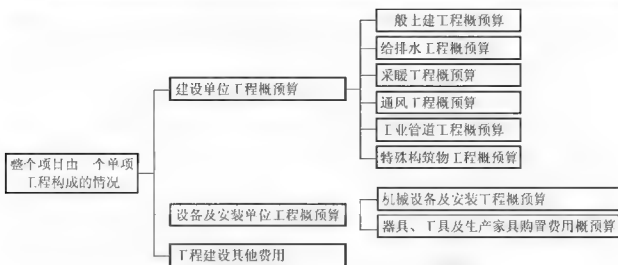 一般土建工程概预算
给排水工程概预算
采暖工程概预算
建设单位工程概预算
通风工程概预算
工业管道工程概预算
特殊构筑物工程概预算
整个项目由一个单项
工程构成的情况
机械设备及安装工程概预算
设备及安装单位工程概预算
器具、工具及生产家具购置费用概预算
工程建设其他费用